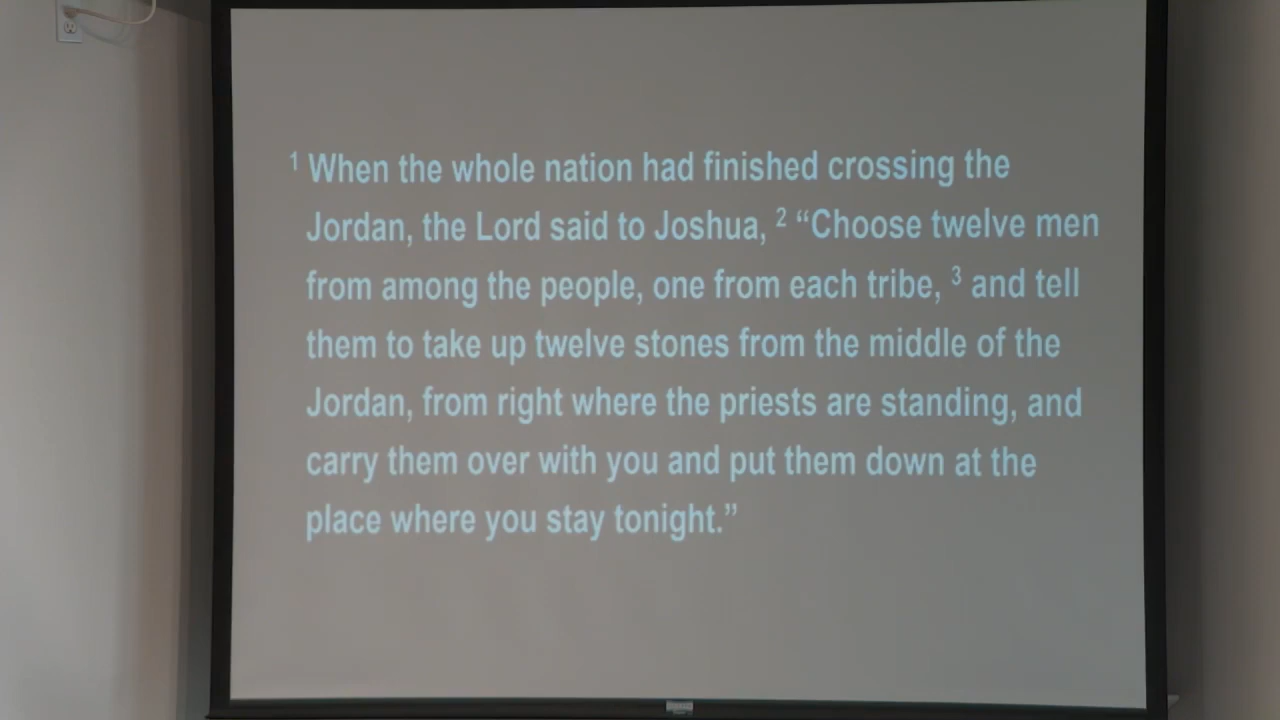 ¹ When the whole nation had finished crossing the
Jordan, the Lord said to Joshua, ² “Choose twelve men
from among the people, one from each tribe, ³ and tell
them to take up twelve stones from the middle of the
Jordan, from right where the priests are standing, and
carry them over with you and put them down at the
place where you stay tonight.”